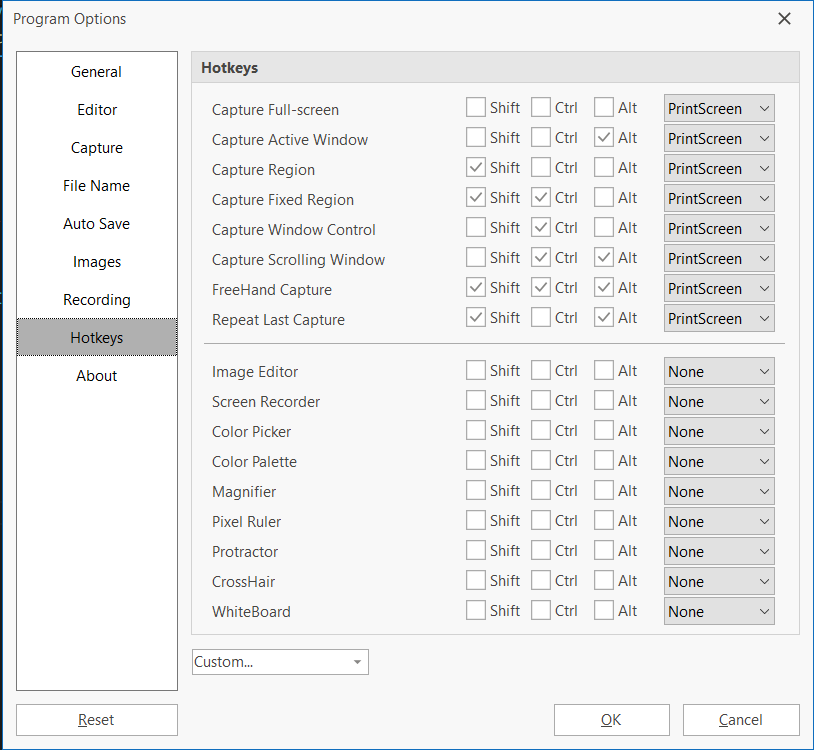 Program Options
General
Editor
Capture
File Name
Auto Save
Images
Recording
Hotkeys
About
Hotkeys
Capture Full-screen Shift Ctrl Alt PrintScreen
Capture Active Window Shift Ctrl Alt PrintScreen
Capture Region Shift Ctrl Alt PrintScreen
Capture Fixed Region Shift Ctrl Alt PrintScreen
Capture Window Control Shift Ctrl Alt PrintScreen
Capture Scrolling Window Shift Ctrl Alt PrintScreen
FreeHand Capture Shift Ctrl Alt PrintScreen
Repeat Last Capture Shift Ctrl Alt PrintScreen
Image Editor Shift Ctrl Alt None
Screen Recorder Shift Ctrl Alt None
Color Picker Shift Ctrl Alt None
Color Palette Shift Ctrl Alt None
Magnifier Shift Ctrl Alt None
Pixel Ruler Shift Ctrl Alt None
Protractor Shift Ctrl Alt None
CrossHair Shift Ctrl Alt None
WhiteBoard Shift Ctrl Alt None
Custom...
Reset OK Cancel